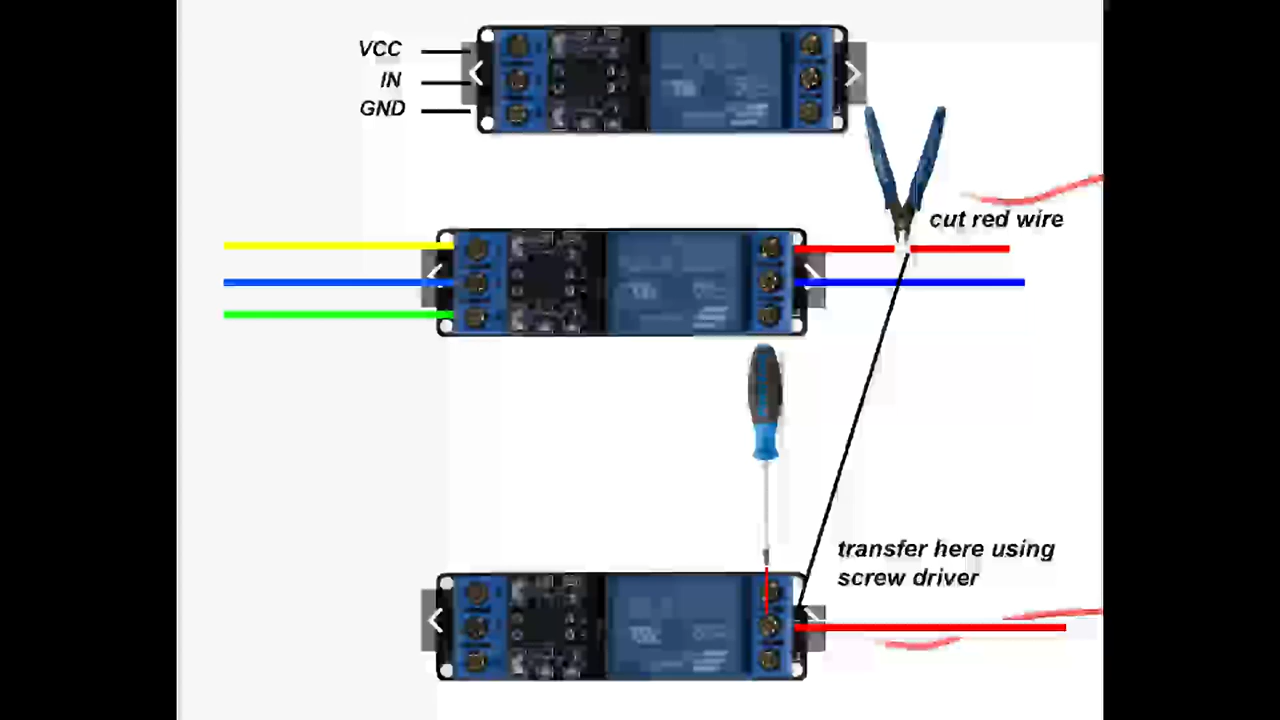 VCC
IN
GND
cut red wire
transfer here using
screw driver